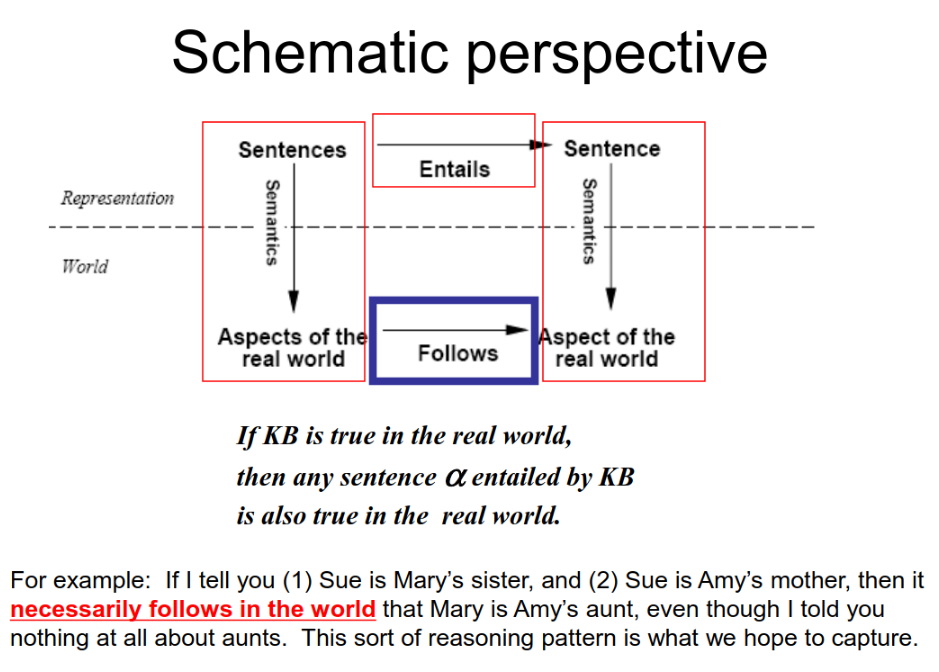 Schematic perspective
Sentences
Entails
Sentence
Representation
Semantics
Semantics
World
Aspects of the
real world
Follows
Aspect of the
real world
If KB is true in the real world,
then any sentence α entailed by KB
is also true in the real world.
For example: If I tell you (1) Sue is Mary’s sister, and (2) Sue is Amy’s mother, then it
necessarily follows in the world that Mary is Amy’s aunt, even though I told you
nothing at all about aunts. This sort of reasoning pattern is what we hope to capture.